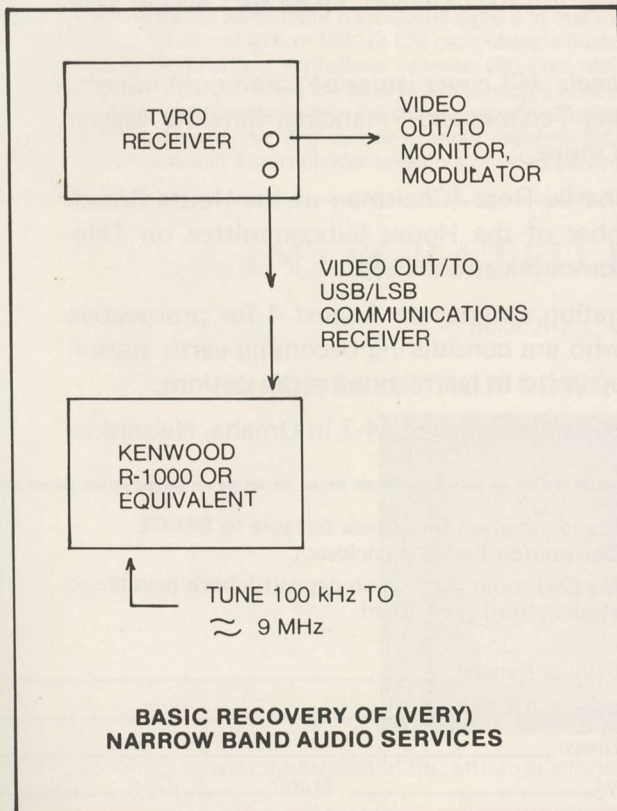 TVRO
RECEIVER
VIDEO
OUT/TO
MONITOR,
MODULATOR
VIDEO OUT/TO
USB/LSB
COMMUNICATIONS
RECEIVER
KENWOOD
R-1000 OR
EQUIVALENT
TUNE 100 kHz TO
≈ 9 MHz
BASIC RECOVERY OF (VERY)
NARROW BAND AUDIO SERVICES